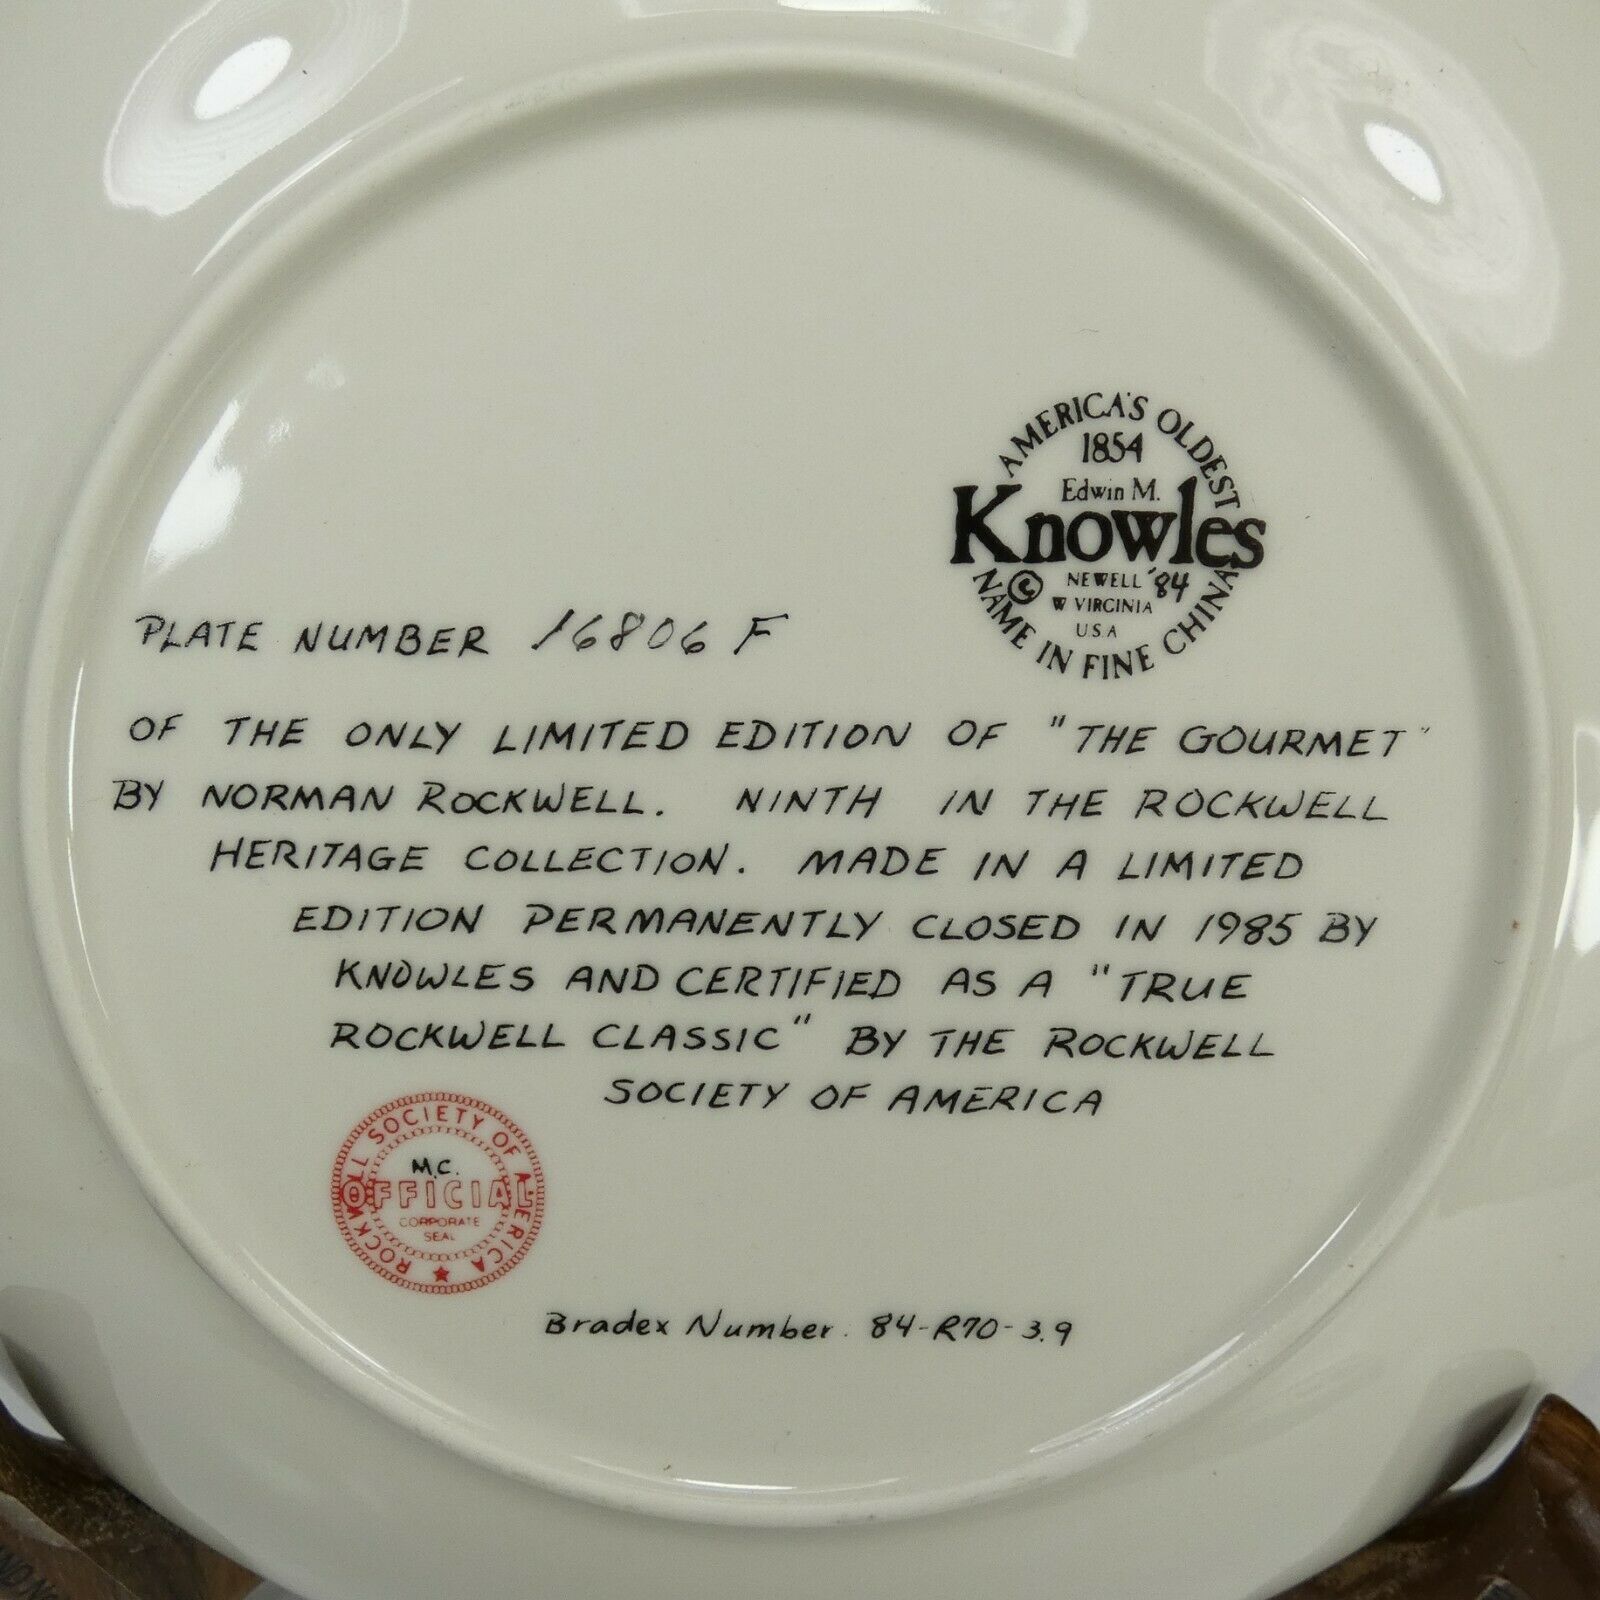 AMERICA'S OLDEST
1854
Edwin M.
Knowles
© NEWELL '84
W VIRGINIA
U.S.A
NAME IN FINE CHINA
PLATE NUMBER 16806 F
OF THE ONLY LIMITED EDITION OF "THE GOURMET"
BY NORMAN ROCKWELL. NINTH IN THE ROCKWELL
HERITAGE COLLECTION. MADE IN A LIMITED
EDITION PERMANENTLY CLOSED IN 1985 BY
KNOWLES AND CERTIFIED AS A "TRUE
ROCKWELL CLASSIC" BY THE ROCKWELL
SOCIETY OF AMERICA
ROCKWELL SOCIETY OF AMERICA
M.C.
OFFICIAL
CORPORATE
SEAL
Bradex Number. 84-R70-3.9